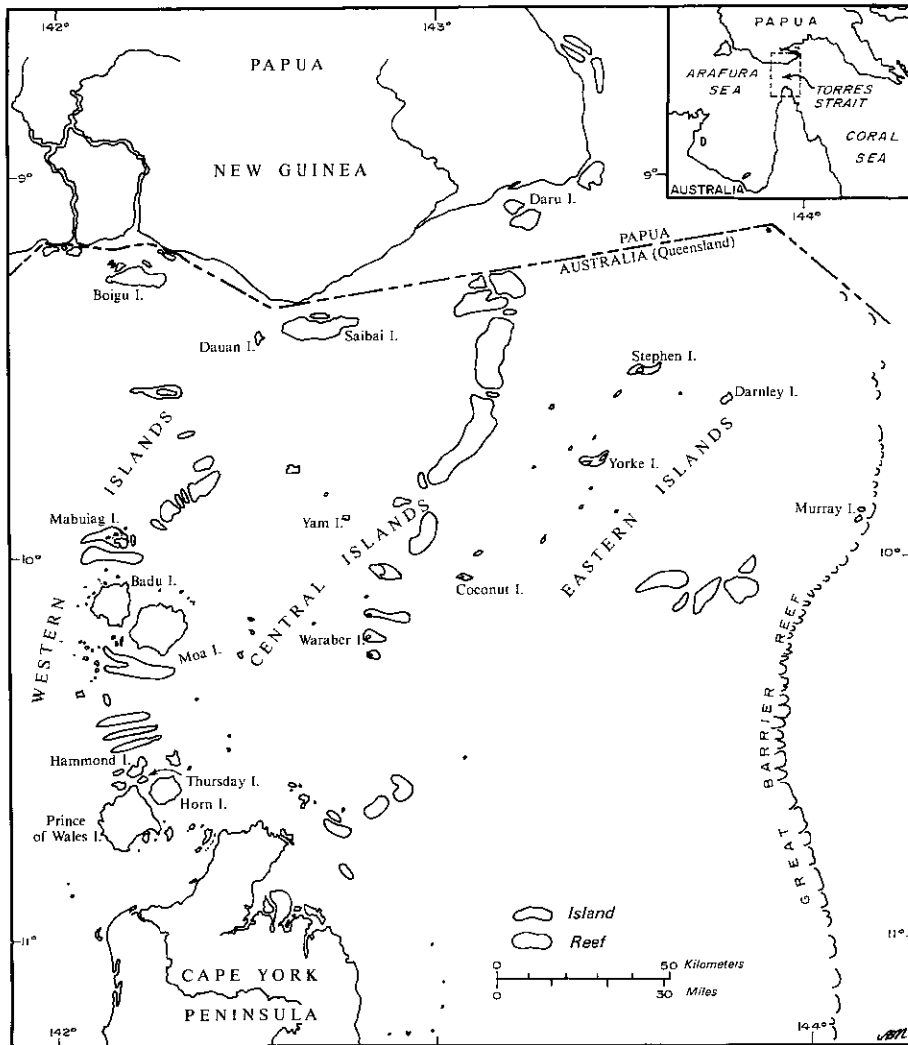 142°
143°
PAPUA
NEW GUINEA
PAPUA
ARAFURA
SEA
TORRES
STRAIT
CORAL
SEA
AUSTRALIA
144°
9°
9°
Daru I.
PAPUA
AUSTRALIA (Queensland)
Boigu I.
Dauan I.
Saibai I.
Stephen I.
Darnley I.
Yorke I.
Murray I.
Mabuiag I.
Yam I.
10°
10°
Badu I.
Coconut I.
Waraber I.
Moa I.
WESTERN ISLANDS
CENTRAL ISLANDS
EASTERN ISLANDS
GREAT BARRIER REEF
Hammond I.
Thursday I.
Horn I.
Prince
of Wales I.
11°
11°
CAPE YORK
PENINSULA
Island
Reef
0 50 Kilometers
0 30 Miles
142°
144°